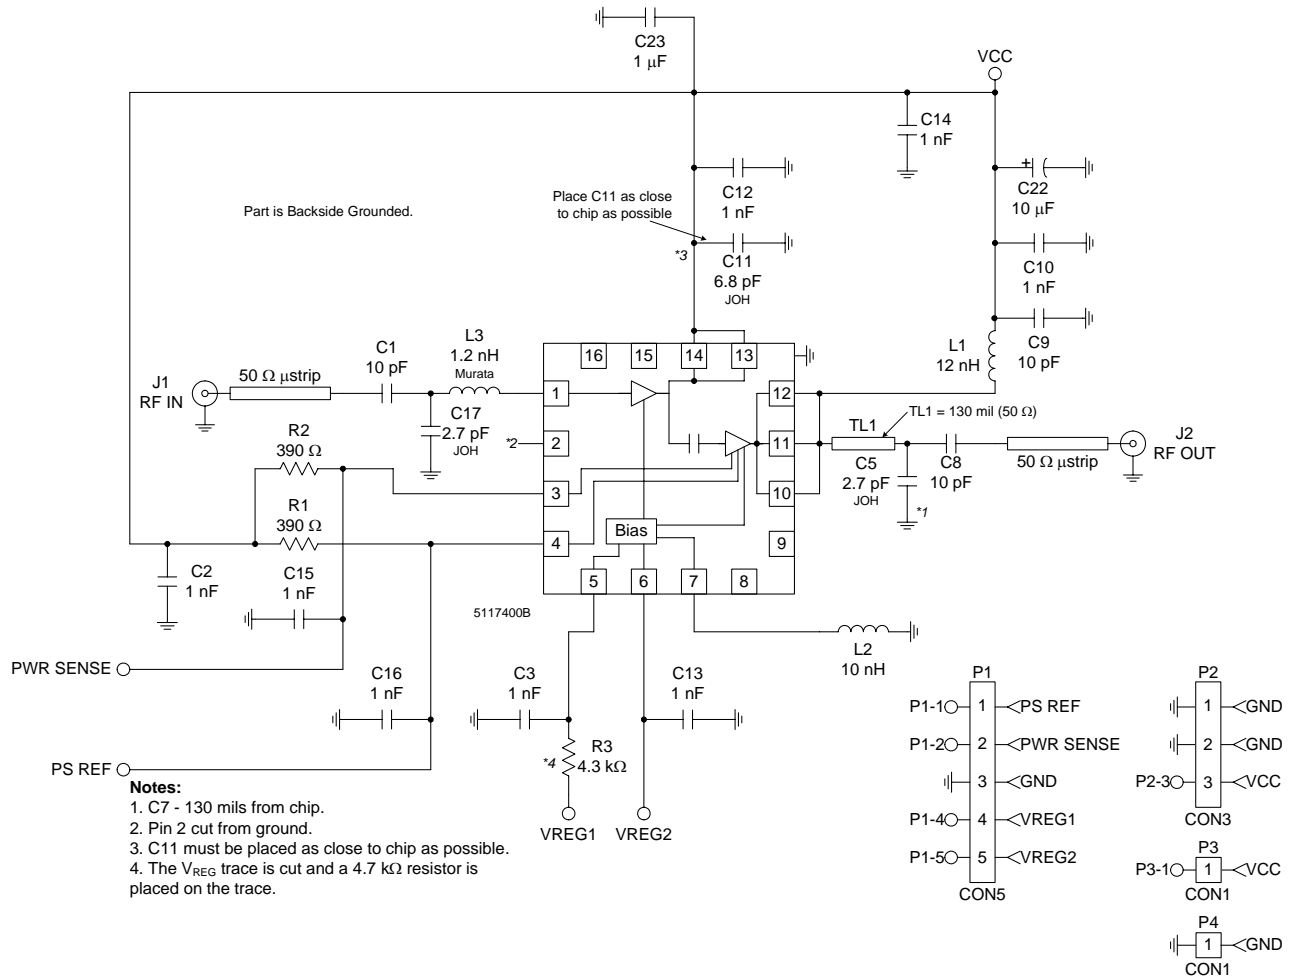 C23
1 µF
VCC
C14
1 nF
C12
1 nF
+
C22
10 µF
Part is Backside Grounded.
Place C11 as close
to chip as possible
*3
C11
6.8 pF
JOH
C10
1 nF
C9
10 pF
L1
12 nH
J1
RF IN
50 Ω µstrip
C1
10 pF
L3
1.2 nH
Murata
C17
2.7 pF
JOH
*2
16
15
14
13
1
2
3
4
12
11
10
9
Bias
5
6
7
8
5117400B
TL1
TL1 = 130 mil (50 Ω)
C5
2.7 pF
JOH
*1
C8
10 pF
50 Ω µstrip
J2
RF OUT
R2
390 Ω
R1
390 Ω
C2
1 nF
C15
1 nF
PWR SENSE
C16
1 nF
PS REF
C3
1 nF
*4
R3
4.3 kΩ
VREG1
C13
1 nF
VREG2
L2
10 nH
P1
P1-1 1 PS REF
P1-2 2 PWR SENSE
3 GND
P1-4 4 VREG1
P1-5 5 VREG2
CON5
P2
1 GND
2 GND
P2-3 3 VCC
CON3
P3
P3-1 1 VCC
CON1
P4
1 GND
CON1
Notes:
1. C7 - 130 mils from chip.
2. Pin 2 cut from ground.
3. C11 must be placed as close to chip as possible.
4. The VREG trace is cut and a 4.7 kΩ resistor is
placed on the trace.